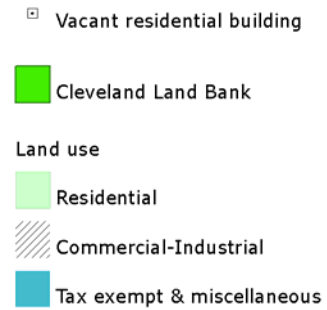 Vacant residential building
Cleveland Land Bank
Land use
Residential
Commercial-Industrial
Tax exempt & miscellaneous